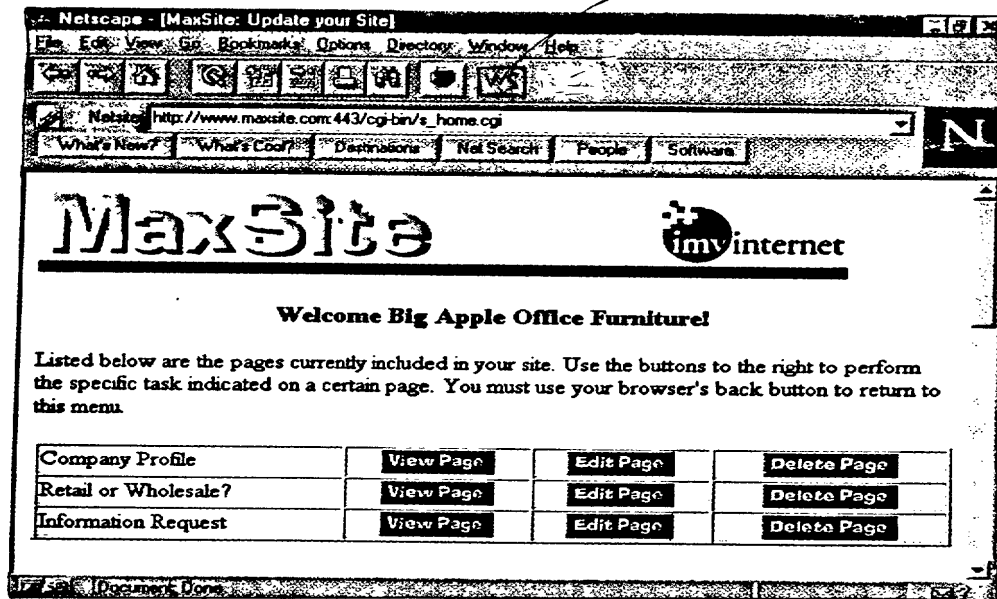 Netscape - [MaxSite: Update your Site]
File Edit View Go Bookmarks Options Directory Window Help
Netsite: http://www.maxsite.com:443/cgi-bin/s_home.cgi
N
What's New? What's Cool? Destinations Net Search People Software
MaxSite
imv internet
Welcome Big Apple Office Furniture!
Listed below are the pages currently included in your site. Use the buttons to the right to perform
the specific task indicated on a certain page. You must use your browser's back button to return to
this menu.
Company Profile View Page Edit Page Delete Page
Retail or Wholesale? View Page Edit Page Delete Page
Information Request View Page Edit Page Delete Page
Document: Done